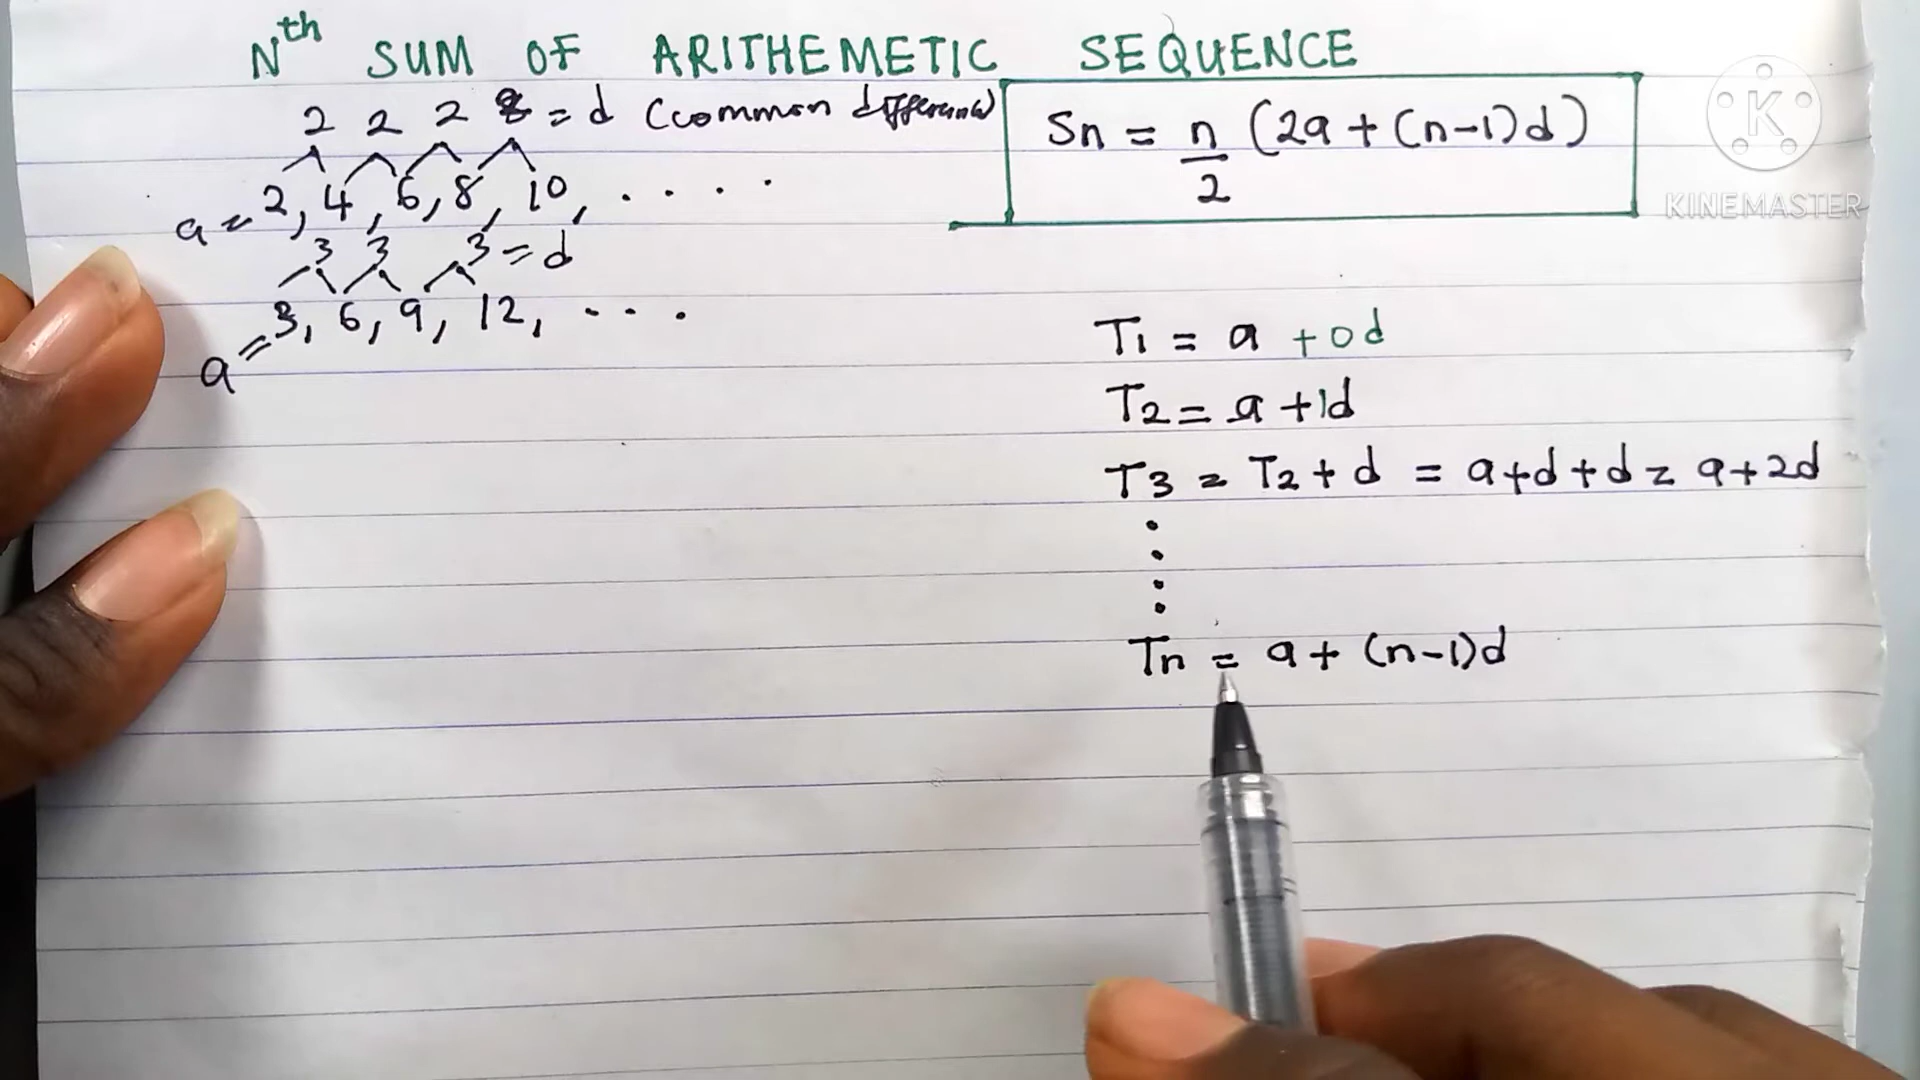 Nth SUM OF ARITHEMETIC SEQUENCE
2 2 2 2 = d (common difference)
a = 2, 4, 6, 8, 10, . . . .
3 3 3 = d
a = 3, 6, 9, 12, . . .
Sn = n/2 (2a + (n-1)d)
K
KINEMASTER
T1 = a + 0d
T2 = a + 1d
T3 = T2 + d = a+d+d = a+2d
.
.
.
.
Tn = a + (n-1)d